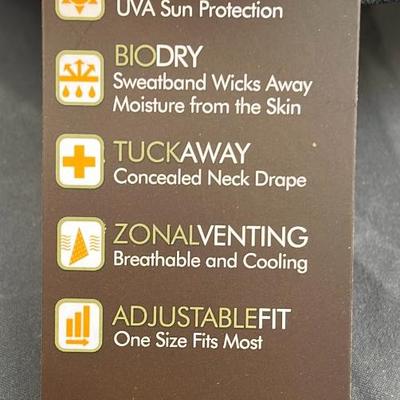 UVA Sun Protection
BIODRY
Sweatband Wicks Away
Moisture from the Skin
TUCKAWAY
Concealed Neck Drape
ZONALVENTING
Breathable and Cooling
ADJUSTABLEFIT
One Size Fits Most